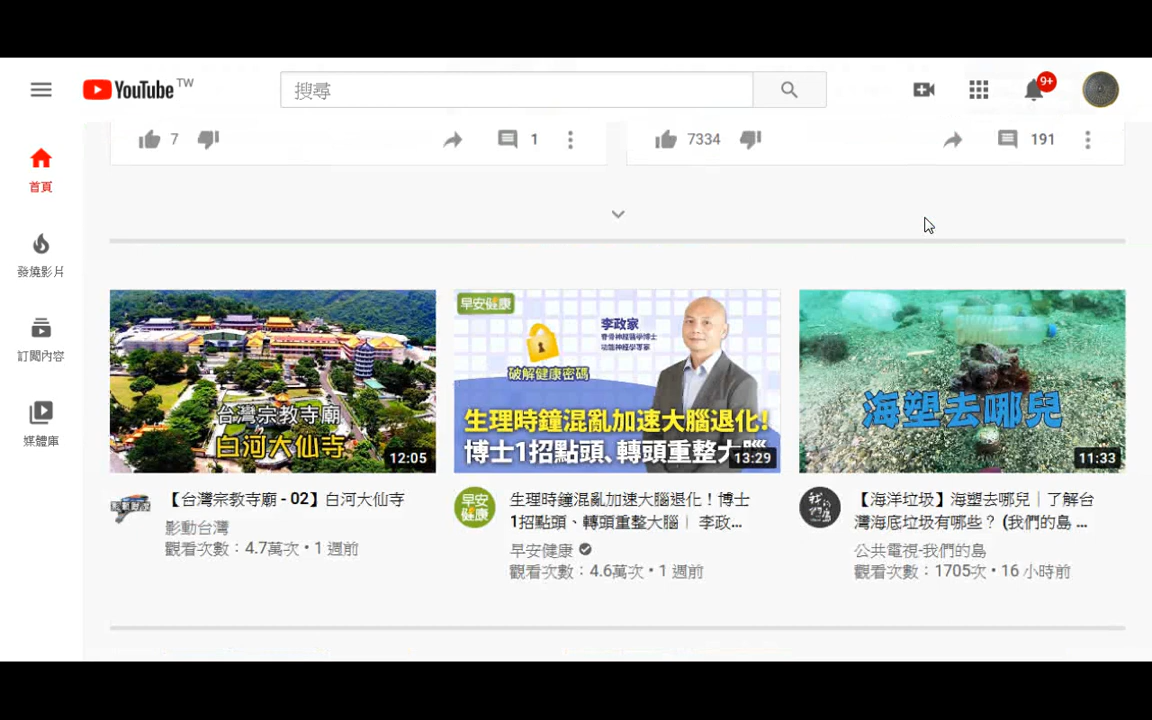 YouTube TW
搜尋
9+
7
1
7334
191
首頁
發燒影片
訂閱內容
媒體庫
台灣宗教寺廟
白河大仙寺
12:05
早安健康
李政家
破解健康密碼
生理時鐘混亂加速大腦退化!
博士1招點頭、轉頭重整大腦
13:29
海塑去哪兒
11:33
【台灣宗教寺廟 - 02】白河大仙寺
影動台灣
觀看次數：4.7萬次 • 1 週前
早安
健康
生理時鐘混亂加速大腦退化！博士
1招點頭、轉頭重整大腦｜ 李政...
早安健康
觀看次數：4.6萬次 • 1 週前
我們的島
【海洋垃圾】海塑去哪兒｜了解台
灣海底垃圾有哪些？ (我們的島 ...
公共電視-我們的島
觀看次數：1705次 • 16 小時前